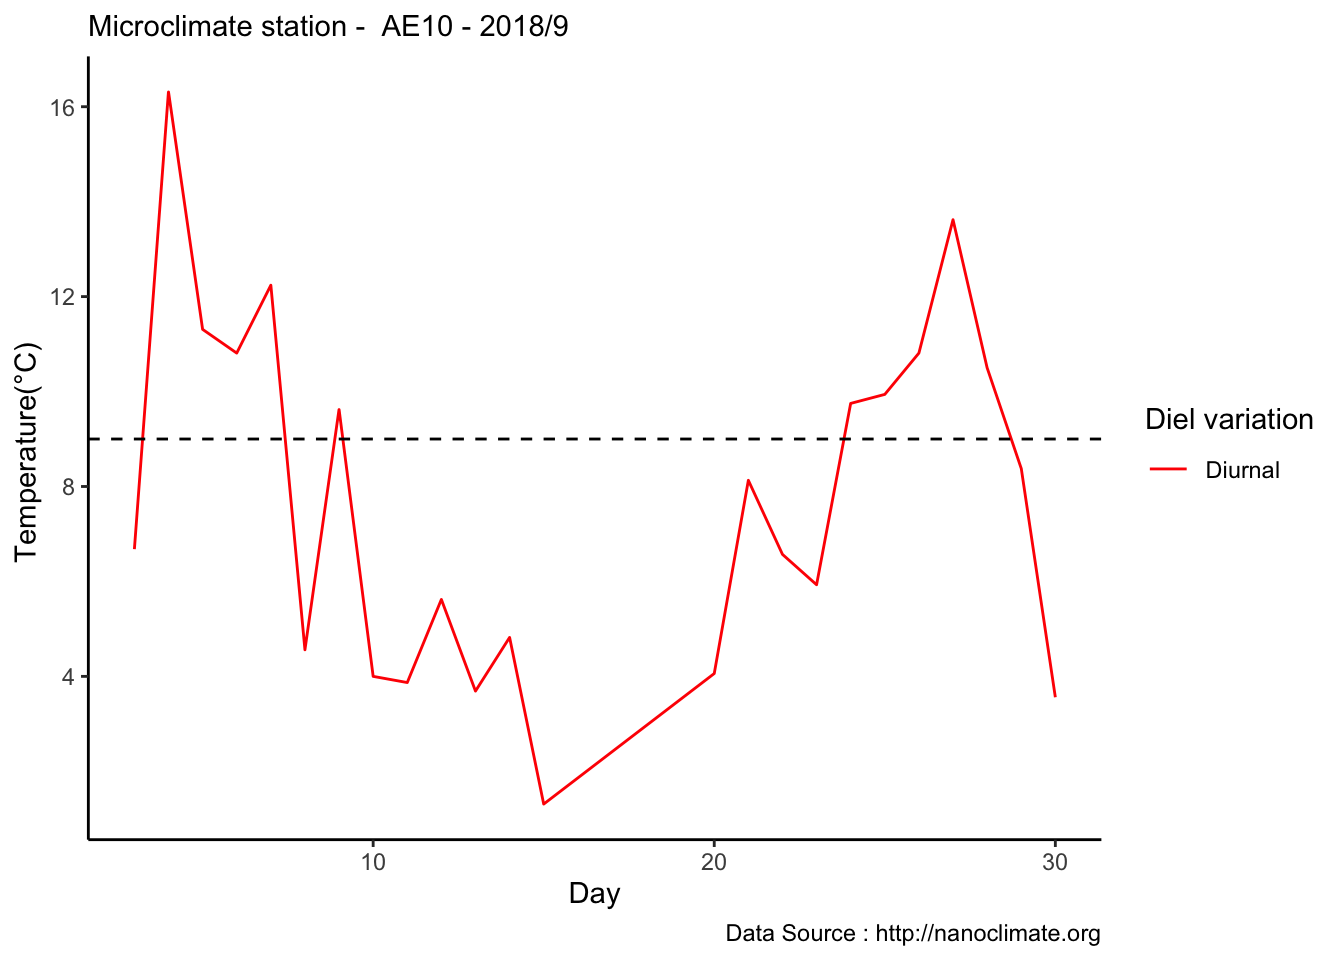 Microclimate station -  AE10 - 2018/9
16
12
8
4
Temperature(°C)
10 20 30
Day
Diel variation
Diurnal
Data Source : http://nanoclimate.org